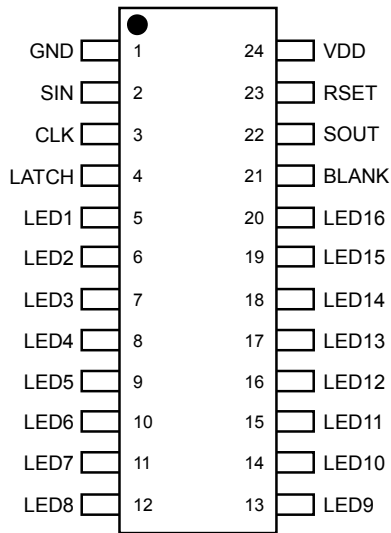 GND 1 24 VDD
SIN 2 23 RSET
CLK 3 22 SOUT
LATCH 4 21 BLANK
LED1 5 20 LED16
LED2 6 19 LED15
LED3 7 18 LED14
LED4 8 17 LED13
LED5 9 16 LED12
LED6 10 15 LED11
LED7 11 14 LED10
LED8 12 13 LED9